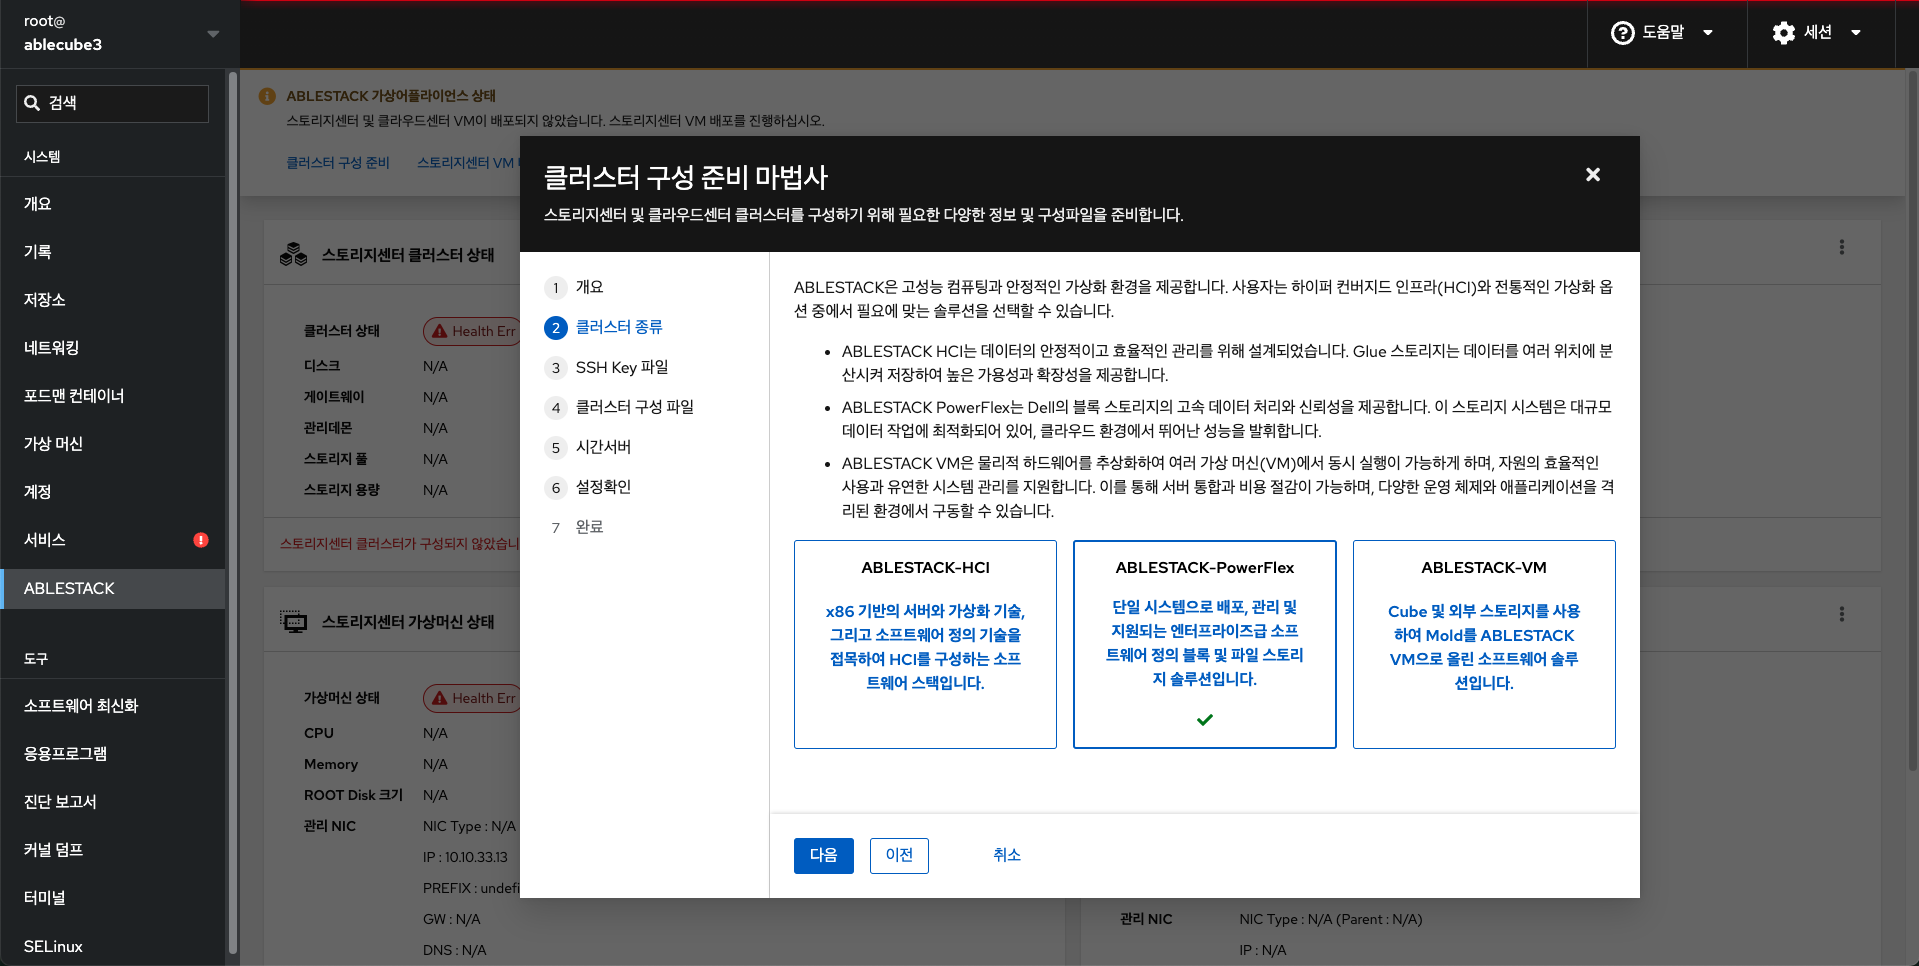 root@
ablecube3
도움말
세션
검색
시스템
개요
기록
저장소
네트워킹
포드맨 컨테이너
가상 머신
계정
서비스
ABLESTACK
도구
소프트웨어 최신화
응용프로그램
진단 보고서
커널 덤프
터미널
SELinux
ABLESTACK 가상어플라이언스 상태
스토리지센터 및 클라우드센터 VM이 배포되지 않았습니다. 스토리지센터 VM 배포를 진행하십시오.
클러스터 구성 준비
스토리지센터 VM
스토리지센터 클러스터 상태
클러스터 상태 Health Err
디스크 N/A
게이트웨이 N/A
관리데몬 N/A
스토리지 풀 N/A
스토리지 용량 N/A
스토리지센터 클러스터가 구성되지 않았습니
스토리지센터 가상머신 상태
가상머신 상태 Health Err
CPU N/A
Memory N/A
ROOT Disk 크기 N/A
관리 NIC NIC Type : N/A
IP : 10.10.33.13
PREFIX : undefi
GW : N/A
DNS : N/A
관리 NIC NIC Type : N/A (Parent : N/A)
IP : N/A
클러스터 구성 준비 마법사
스토리지센터 및 클라우드센터 클러스터를 구성하기 위해 필요한 다양한 정보 및 구성파일을 준비합니다.
1 개요
2 클러스터 종류
3 SSH Key 파일
4 클러스터 구성 파일
5 시간서버
6 설정확인
7 완료
ABLESTACK은 고성능 컴퓨팅과 안정적인 가상화 환경을 제공합니다. 사용자는 하이퍼 컨버지드 인프라(HCI)와 전통적인 가상화 옵
션 중에서 필요에 맞는 솔루션을 선택할 수 있습니다.
• ABLESTACK HCI는 데이터의 안정적이고 효율적인 관리를 위해 설계되었습니다. Glue 스토리지는 데이터를 여러 위치에 분
산시켜 저장하여 높은 가용성과 확장성을 제공합니다.
• ABLESTACK PowerFlex는 Dell의 블록 스토리지의 고속 데이터 처리와 신뢰성을 제공합니다. 이 스토리지 시스템은 대규모
데이터 작업에 최적화되어 있어, 클라우드 환경에서 뛰어난 성능을 발휘합니다.
• ABLESTACK VM은 물리적 하드웨어를 추상화하여 여러 가상 머신(VM)에서 동시 실행이 가능하게 하며, 자원의 효율적인
사용과 유연한 시스템 관리를 지원합니다. 이를 통해 서버 통합과 비용 절감이 가능하며, 다양한 운영 체제와 애플리케이션을 격
리된 환경에서 구동할 수 있습니다.
ABLESTACK-HCI
x86 기반의 서버와 가상화 기술,
그리고 소프트웨어 정의 기술을
접목하여 HCI를 구성하는 소프
트웨어 스택입니다.
ABLESTACK-PowerFlex
단일 시스템으로 배포, 관리 및
지원되는 엔터프라이즈급 소프
트웨어 정의 블록 및 파일 스토리
지 솔루션입니다.
ABLESTACK-VM
Cube 및 외부 스토리지를 사용
하여 Mold를 ABLESTACK
VM으로 올린 소프트웨어 솔루
션입니다.
다음
이전
취소